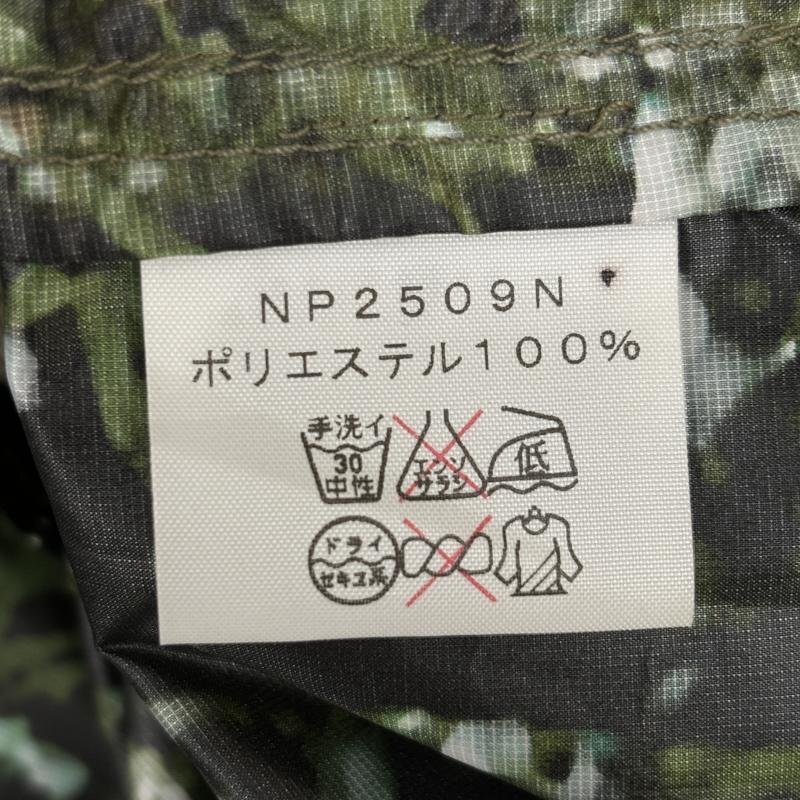 NP2509N
ポリエステル100%
手洗イ
30
中性
エンソ
サラシ
低
ドライ
セキユ系